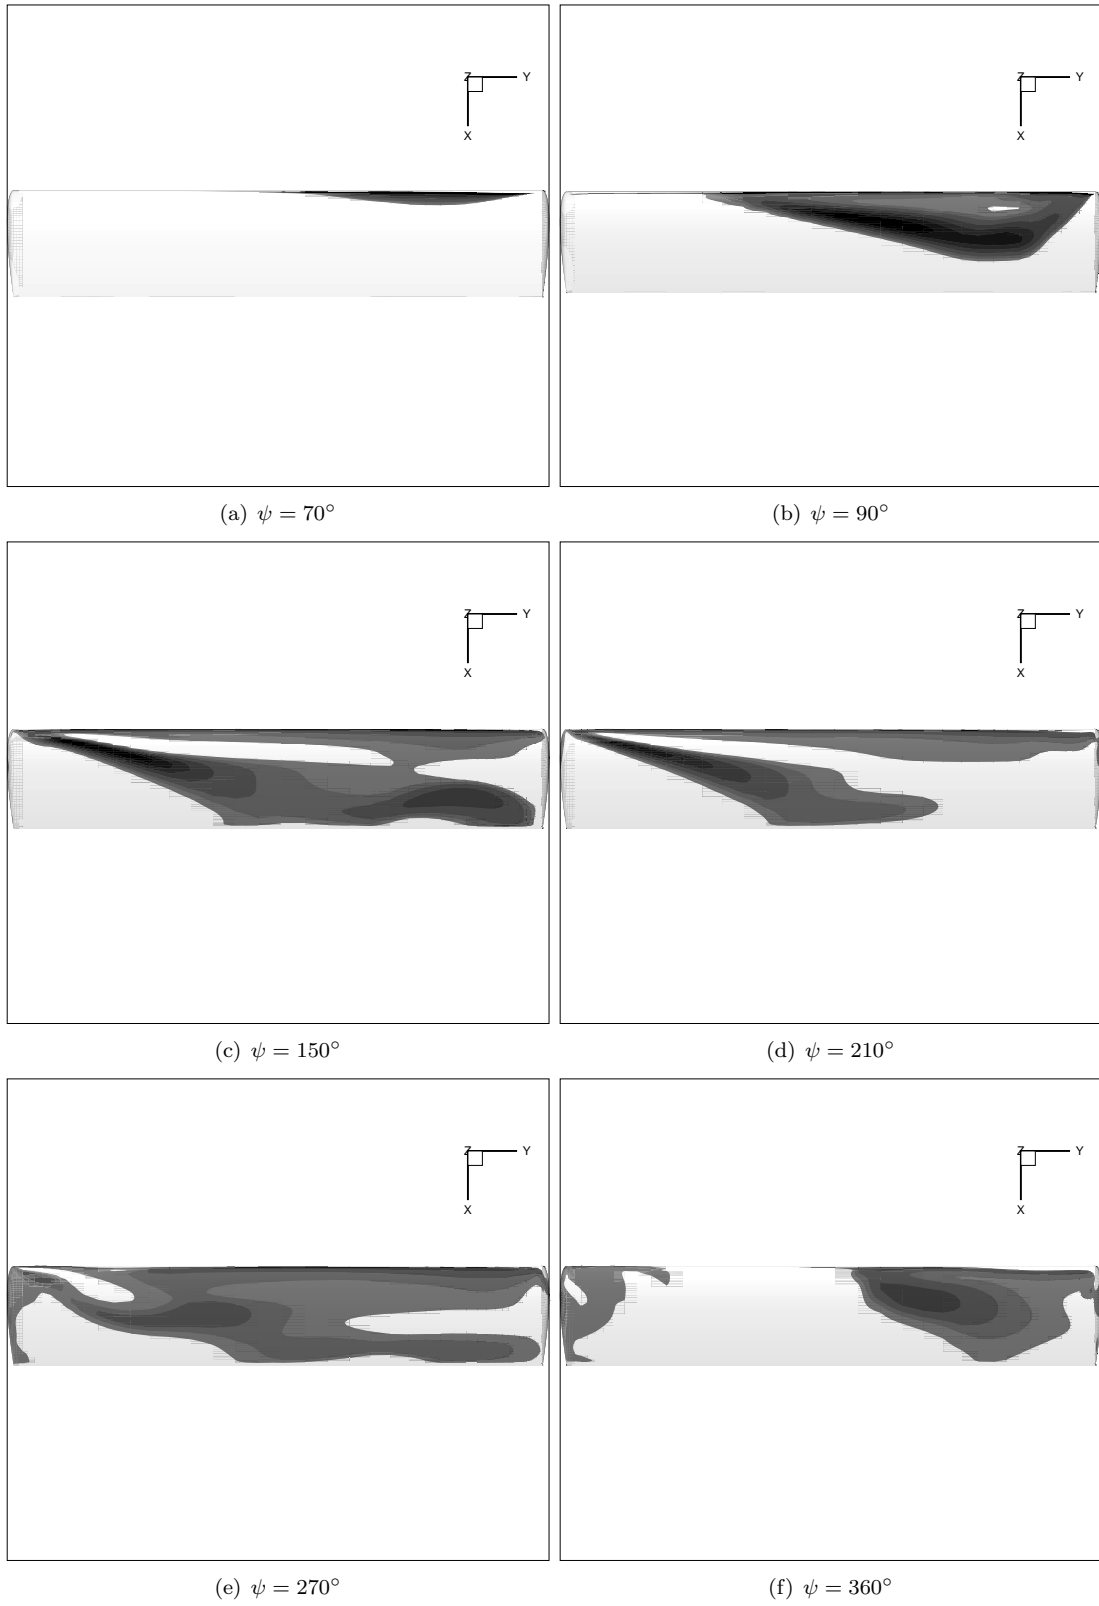 Z Y
X
Z Y
X
(a) ψ = 70°
(b) ψ = 90°
Z Y
X
Z Y
X
(c) ψ = 150°
(d) ψ = 210°
Z Y
X
Z Y
X
(e) ψ = 270°
(f) ψ = 360°